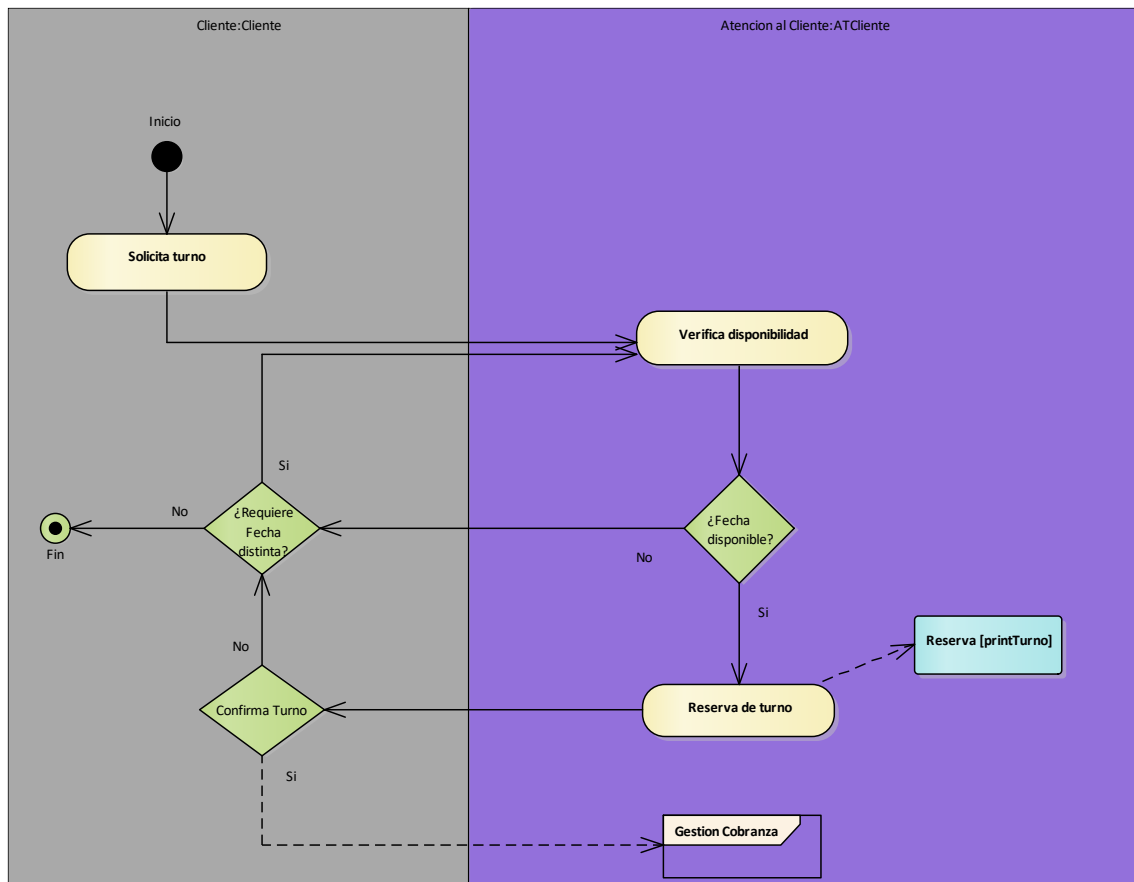 Cliente:Cliente
Atencion al Cliente:ATCliente
Inicio
Solicita turno
Verifica disponibilidad
Si
¿Requiere
Fecha
distinta?
No
Fin
¿Fecha
disponible?
No
Si
Reserva [printTurno]
No
Confirma Turno
Reserva de turno
Si
Gestion Cobranza